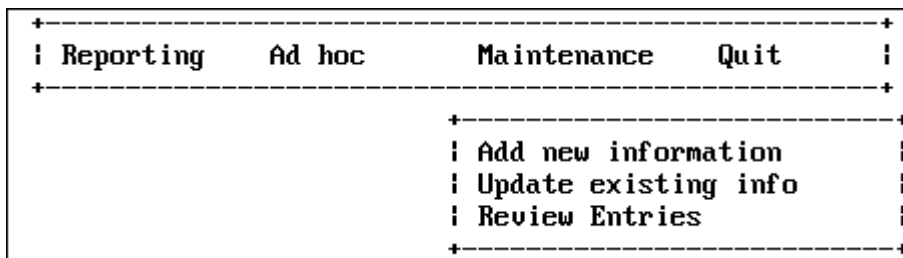 Reporting Ad hoc Maintenance Quit
Add new information
Update existing info
Review Entries